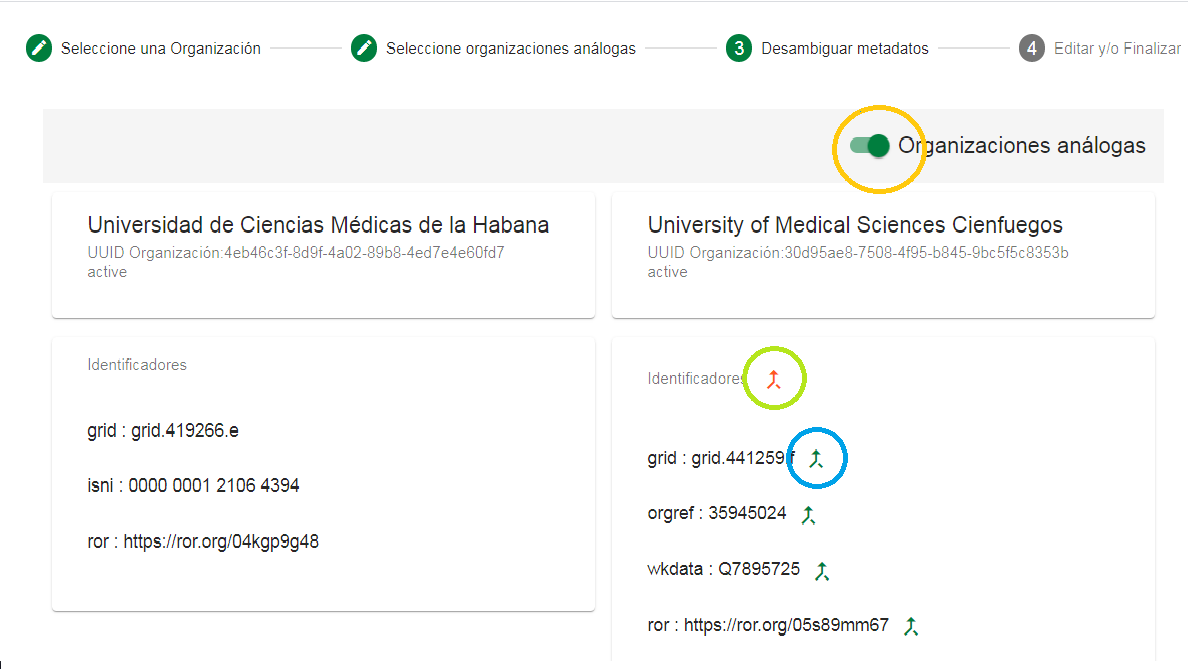 Seleccione una Organización
Seleccione organizaciones análogas
3 Desambiguar metadatos
4 Editar y/o Finalizar
Organizaciones análogas
Universidad de Ciencias Médicas de la Habana
UUID Organización:4eb46c3f-8d9f-4a02-89b8-4ed7e4e60fd7
active
University of Medical Sciences Cienfuegos
UUID Organización:30d95ae8-7508-4f95-b845-9bc5f5c8353b
active
Identificadores
grid : grid.419266.e
isni : 0000 0001 2106 4394
ror : https://ror.org/04kgp9g48
Identificadores
grid : grid.441259.f
orgref : 35945024
wkdata : Q7895725
ror : https://ror.org/05s89mm67